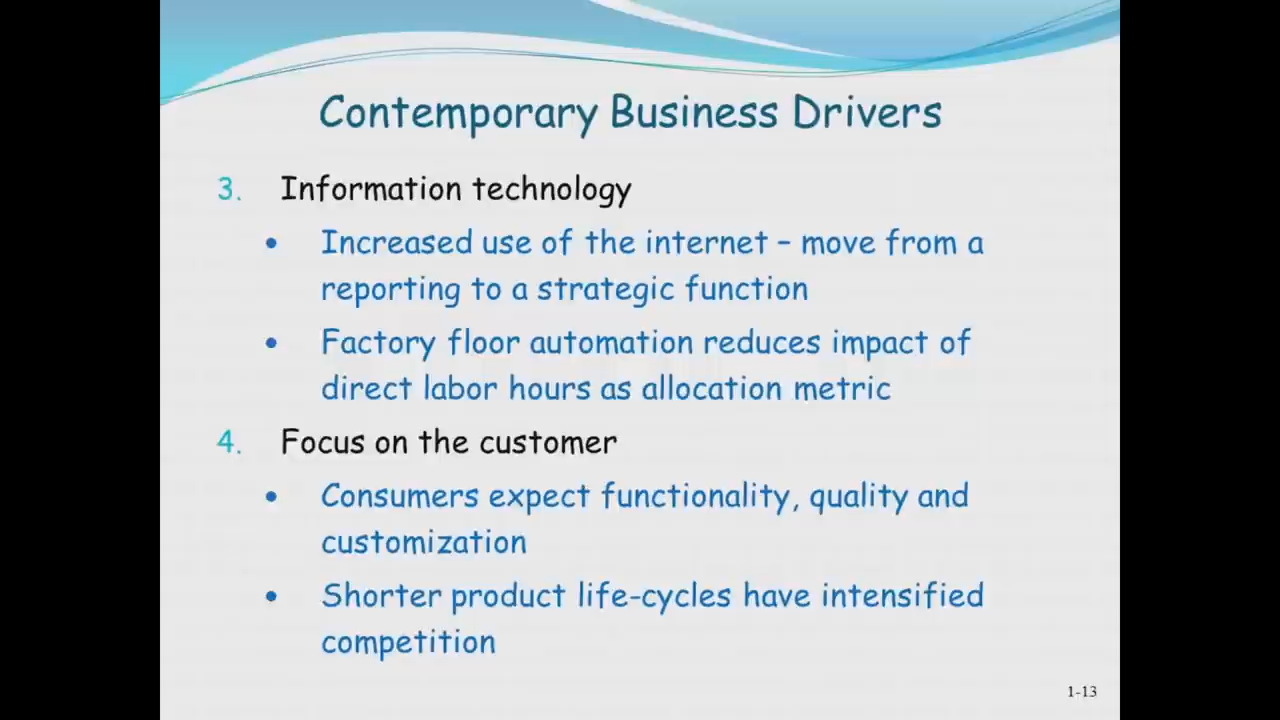 Contemporary Business Drivers
3. Information technology
• Increased use of the internet – move from a
reporting to a strategic function
• Factory floor automation reduces impact of
direct labor hours as allocation metric
4. Focus on the customer
• Consumers expect functionality, quality and
customization
• Shorter product life-cycles have intensified
competition
1-13